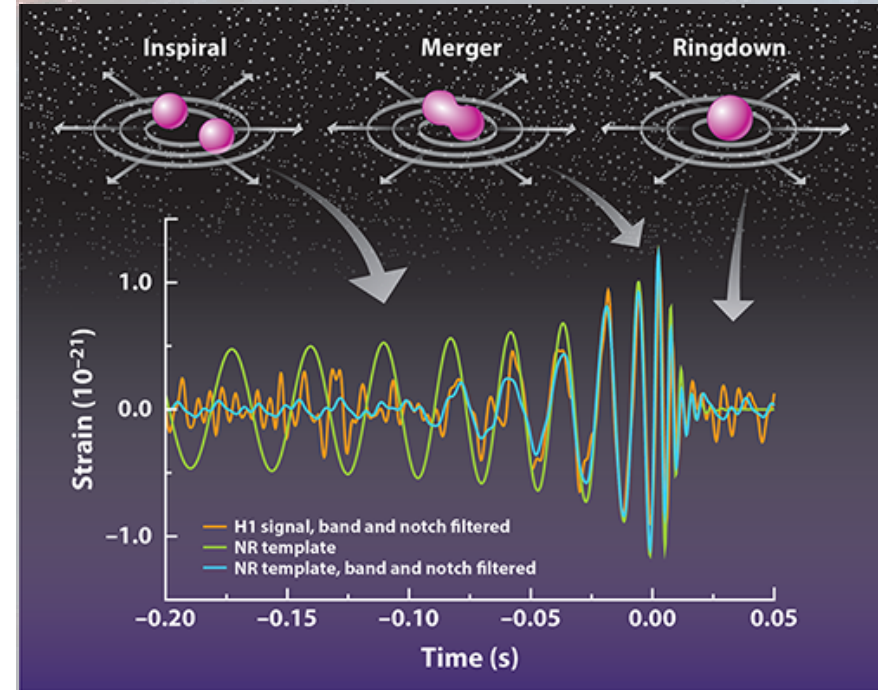 Inspiral Merger Ringdown
1.0
0.0
–1.0
Strain (10–21)
H1 signal, band and notch filtered
NR template
NR template, band and notch filtered
–0.20 –0.15 –0.10 –0.05 0.00 0.05
Time (s)